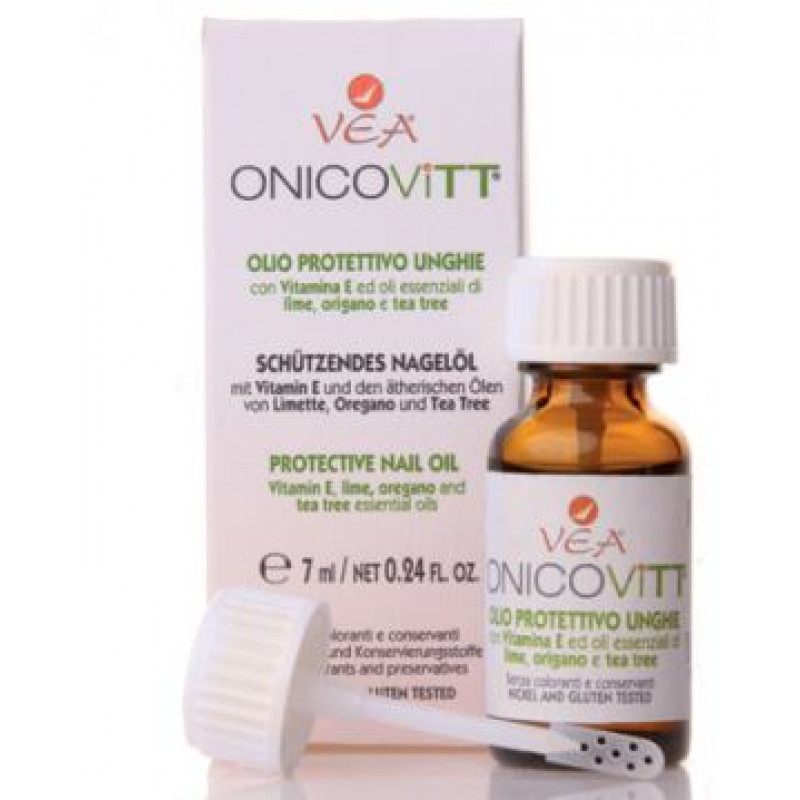 VEA®
ONICOViTT®
OLIO PROTETTIVO UNGHIE
con Vitamina E ed oli essenziali di
lime, origano e tea tree
SCHÜTZENDES NAGELÖL
mit Vitamin E und den ätherischen Ölen
von Limette, Oregano und Tea Tree
PROTECTIVE NAIL OIL
Vitamin E, lime, oregano and
tea tree essential oils
℮ 7 ml / NET 0.24 FL. OZ.
coloranti e conservanti
und Konservierungsstoffe
and preservatives
GLUTEN TESTED
VEA®
ONICOViTT®
OLIO PROTETTIVO UNGHIE
con Vitamina E ed oli essenziali di
lime, origano e tea tree
Senza coloranti e conservanti
NICKEL AND GLUTEN TESTED